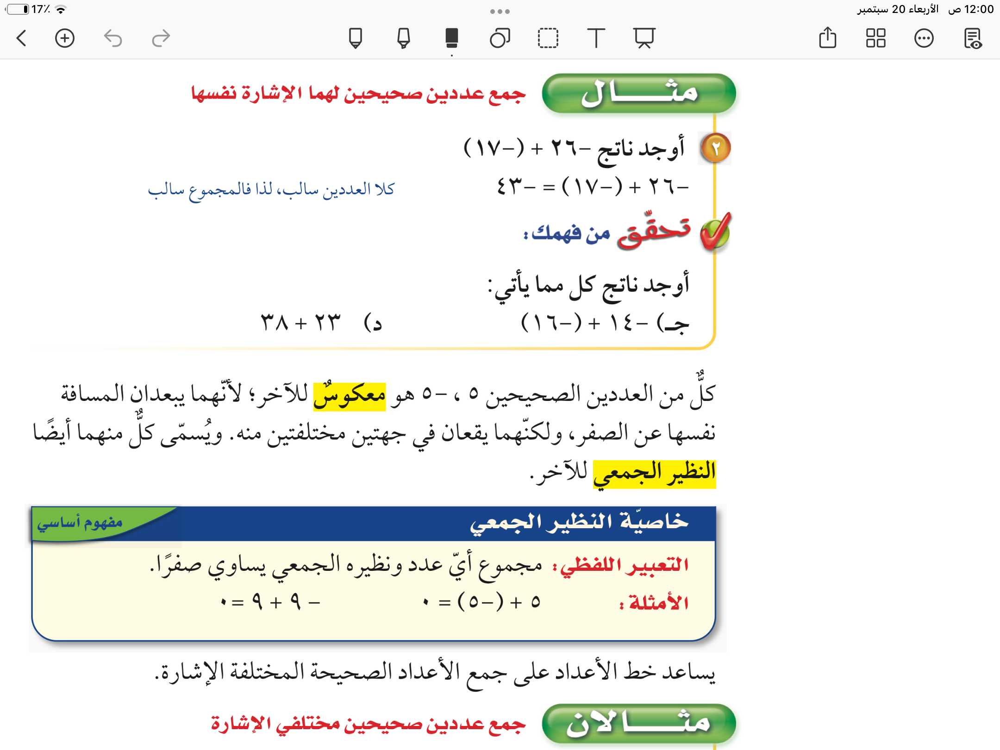 12:00 ص الأربعاء 20 سبتمبر
17٪
مثـــال جمع عددين صحيحين لهما الإشارة نفسها
٢ أوجد ناتج –٢٦ + (–١٧)
–٢٦ + (–١٧) = –٤٣ كلا العددين سالب، لذا فالمجموع سالب
تحقّق من فهمك:
أوجد ناتج كل مما يأتي:
جـ) –١٤ + (–١٦) د) ٢٣ + ٣٨
كلٌّ من العددين الصحيحين ٥ ، –٥ هو معكوسٌ للآخر؛ لأنّهما يبعدان المسافة
نفسها عن الصفر، ولكنّهما يقعان في جهتين مختلفتين منه. ويُسمّى كلٌّ منهما أيضًا
النظير الجمعي للآخر.
خاصيّة النظير الجمعي مفهوم أساسي
التعبير اللفظي: مجموع أيّ عدد ونظيره الجمعي يساوي صفرًا.
الأمثلة: ٥ + (–٥) = ٠ – ٩ + ٩ =٠
يساعد خط الأعداد على جمع الأعداد الصحيحة المختلفة الإشارة.
مثـــالان جمع عددين صحيحين مختلفي الإشارة